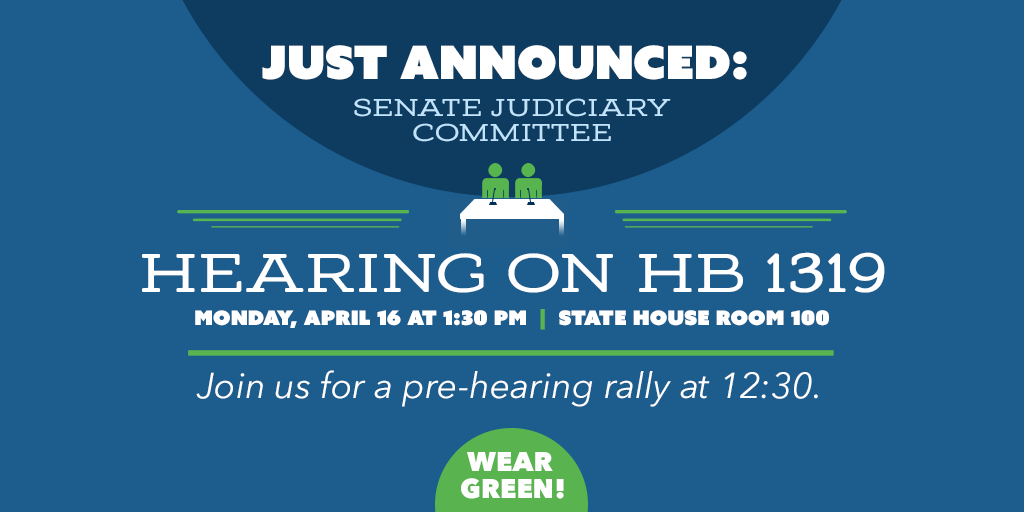 JUST ANNOUNCED:
SENATE JUDICIARY
COMMITTEE
HEARING ON HB 1319
MONDAY, APRIL 16 AT 1:30 PM | STATE HOUSE ROOM 100
Join us for a pre-hearing rally at 12:30.
WEAR
GREEN!